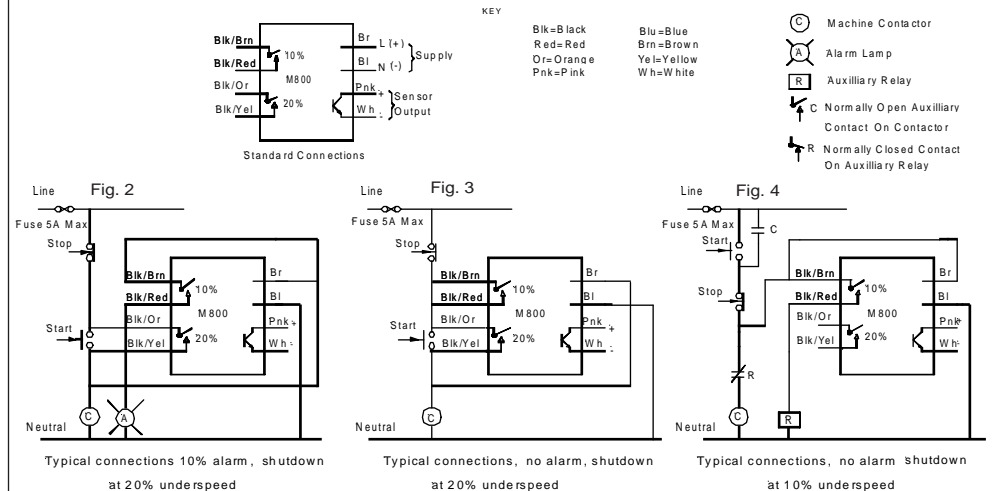 KEY
Blk/Brn
Blk/Red
Blk/Or
Blk/Yel
10%
M800
20%
Br L (+)
Bl N (-)
Supply
Pnk +
Wh -
Sensor
Output
Standard Connections
Blk=Black
Red=Red
Or=Orange
Pnk=Pink
Blu=Blue
Brn=Brown
Yel=Yellow
Wh=White
C Machine Contactor
A Alarm Lamp
R Auxilliary Relay
C Normally Open Auxilliary
Contact On Contactor
R Normally Closed Contact
On Auxilliary Relay
Fig. 2
Line
Fuse 5A Max
Stop
Start
Blk/Brn
Blk/Red
Blk/Or
Blk/Yel
10%
M800
20%
Br
Bl
Pnk +
Wh -
C
A
Neutral
Typical connections 10% alarm, shutdown
at 20% underspeed
Fig. 3
Line
Fuse 5A Max
Stop
Start
Blk/Brn
Blk/Red
Blk/Or
Blk/Yel
10%
M800
20%
Br
Bl
Pnk +
Wh -
C
Neutral
Typical connections, no alarm, shutdown
at 20% underspeed
Fig. 4
Line
Fuse 5A Max
Start
C
Stop
Blk/Brn
Blk/Red
Blk/Or
Blk/Yel
10%
M800
20%
Br
Bl
Pnk +
Wh -
R
C
R
Neutral
Typical connections, no alarm shutdown
at 10% underspeed